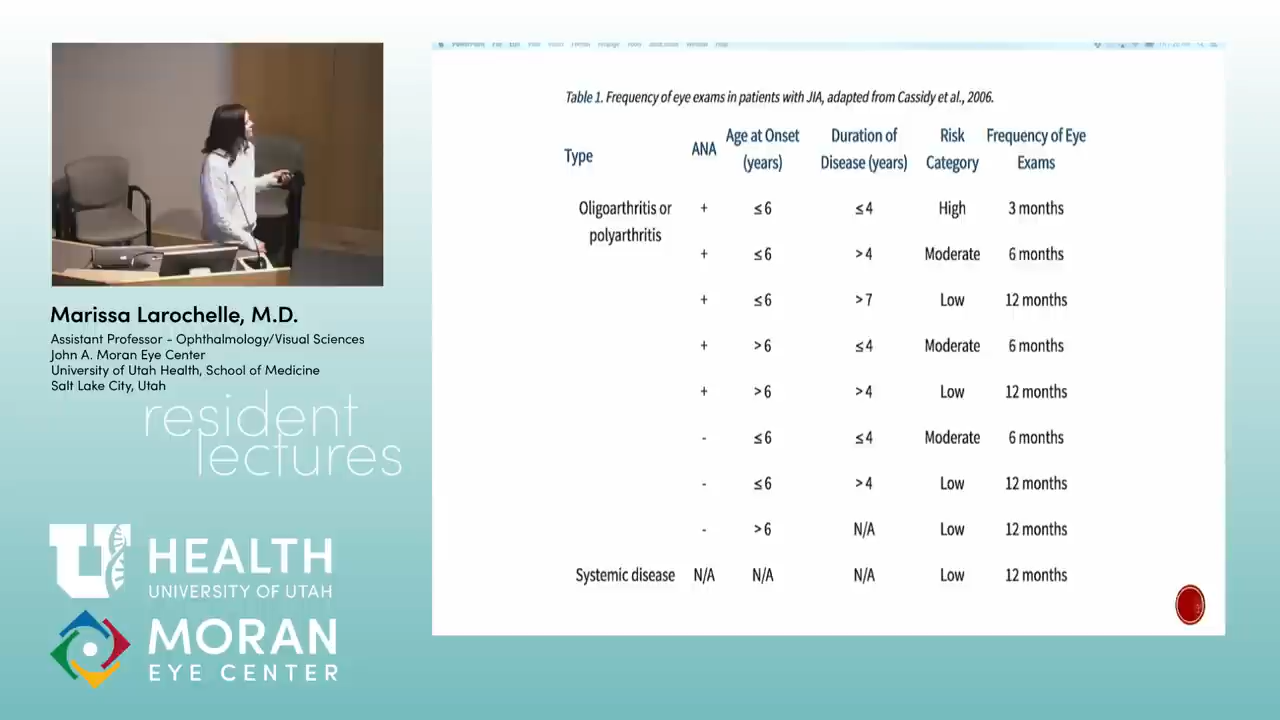 Marissa Larochelle, M.D.
Assistant Professor - Ophthalmology/Visual Sciences
John A. Moran Eye Center
University of Utah Health, School of Medicine
Salt Lake City, Utah
resident
lectures
U HEALTH
UNIVERSITY OF UTAH
MORAN
EYE CENTER
Table 1. Frequency of eye exams in patients with JIA, adapted from Cassidy et al., 2006.
Type ANA Age at Onset (years) Duration of Disease (years) Risk Category Frequency of Eye Exams
Oligoarthritis or polyarthritis + ≤ 6 ≤ 4 High 3 months
+ ≤ 6 > 4 Moderate 6 months
+ ≤ 6 > 7 Low 12 months
+ > 6 ≤ 4 Moderate 6 months
+ > 6 > 4 Low 12 months
- ≤ 6 ≤ 4 Moderate 6 months
- ≤ 6 > 4 Low 12 months
- > 6 N/A Low 12 months
Systemic disease N/A N/A N/A Low 12 months